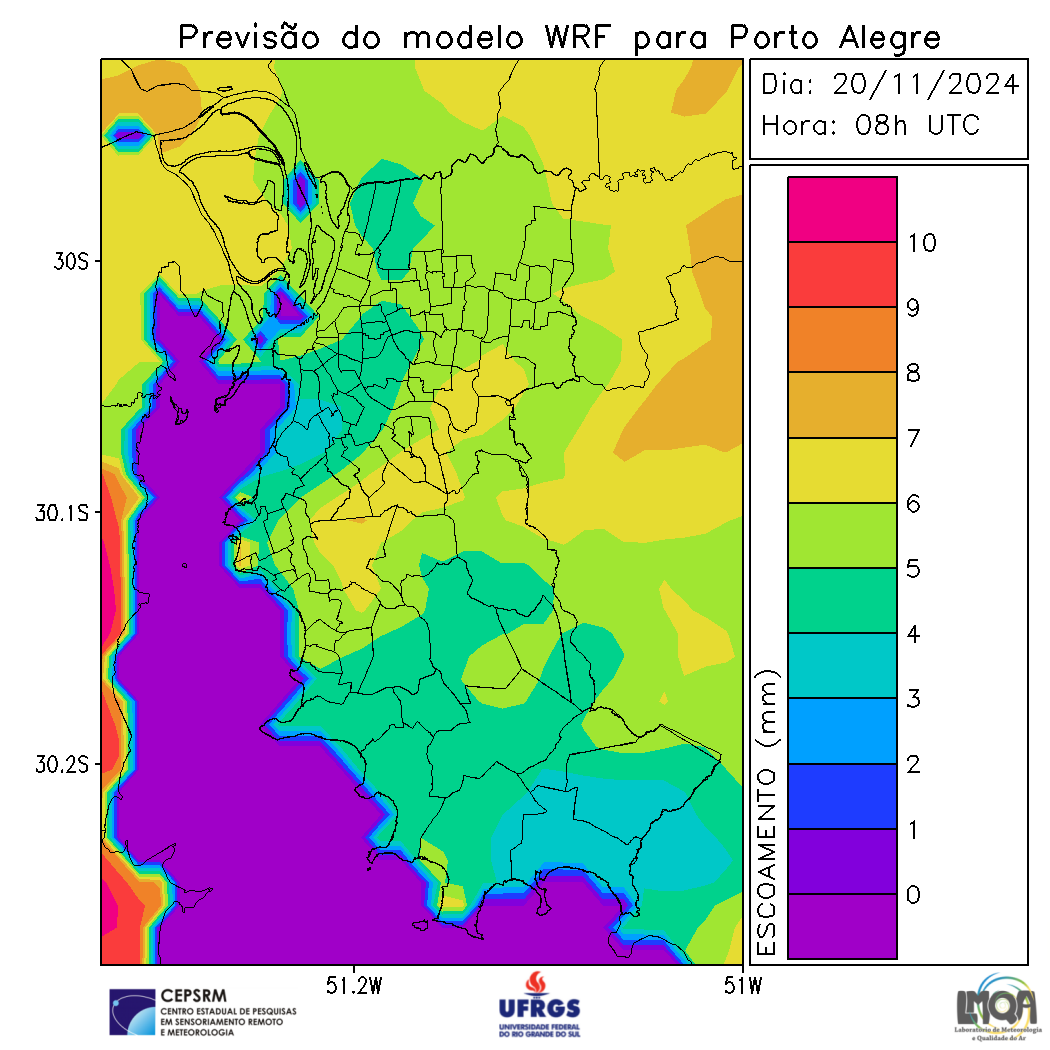 Previsão do modelo WRF para Porto Alegre
Dia: 20/11/2024
Hora: 08h UTC
30S
30.1S
30.2S
51.2W
51W
ESCOAMENTO (mm)
10
9
8
7
6
5
4
3
2
1
0
CEPSRM
CENTRO ESTADUAL DE PESQUISAS
EM SENSORIAMENTO REMOTO
E METEOROLOGIA
UFRGS
UNIVERSIDADE FEDERAL
DO RIO GRANDE DO SUL
LMQA
Laboratório de Meteorologia
e Qualidade do Ar